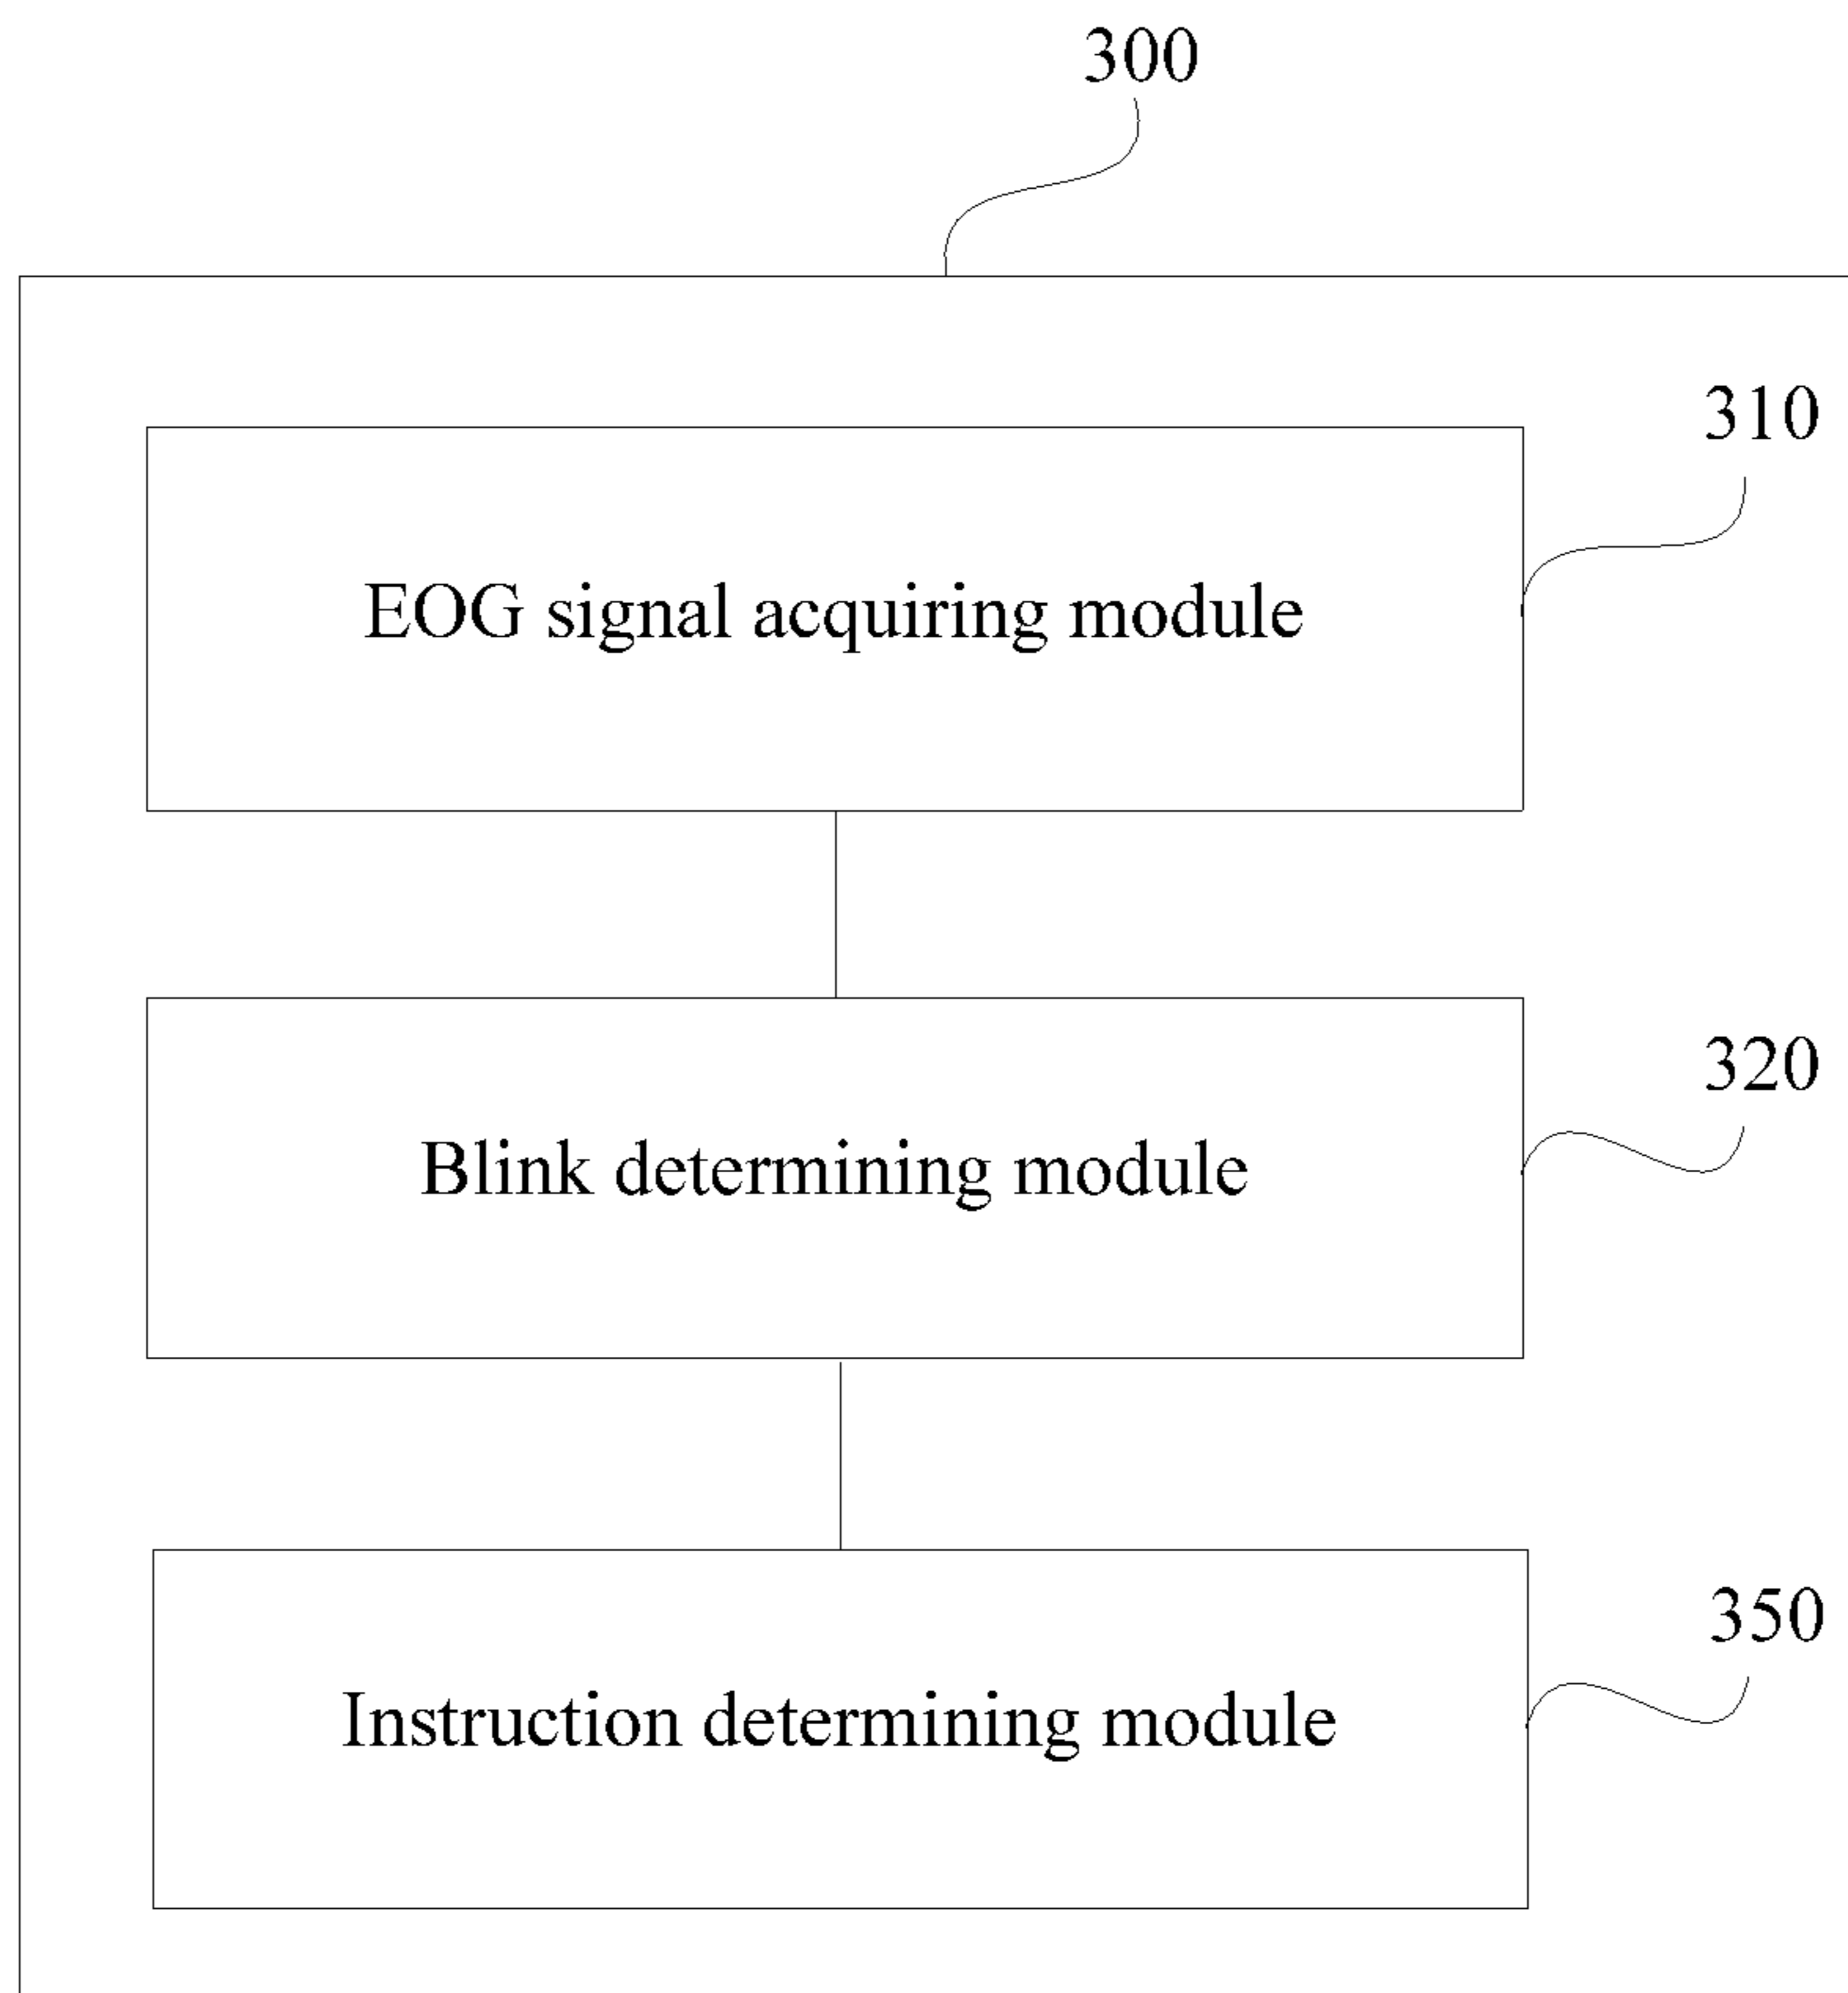 300
310
EOG signal acquiring module
320
Blink determining module
350
Instruction determining module